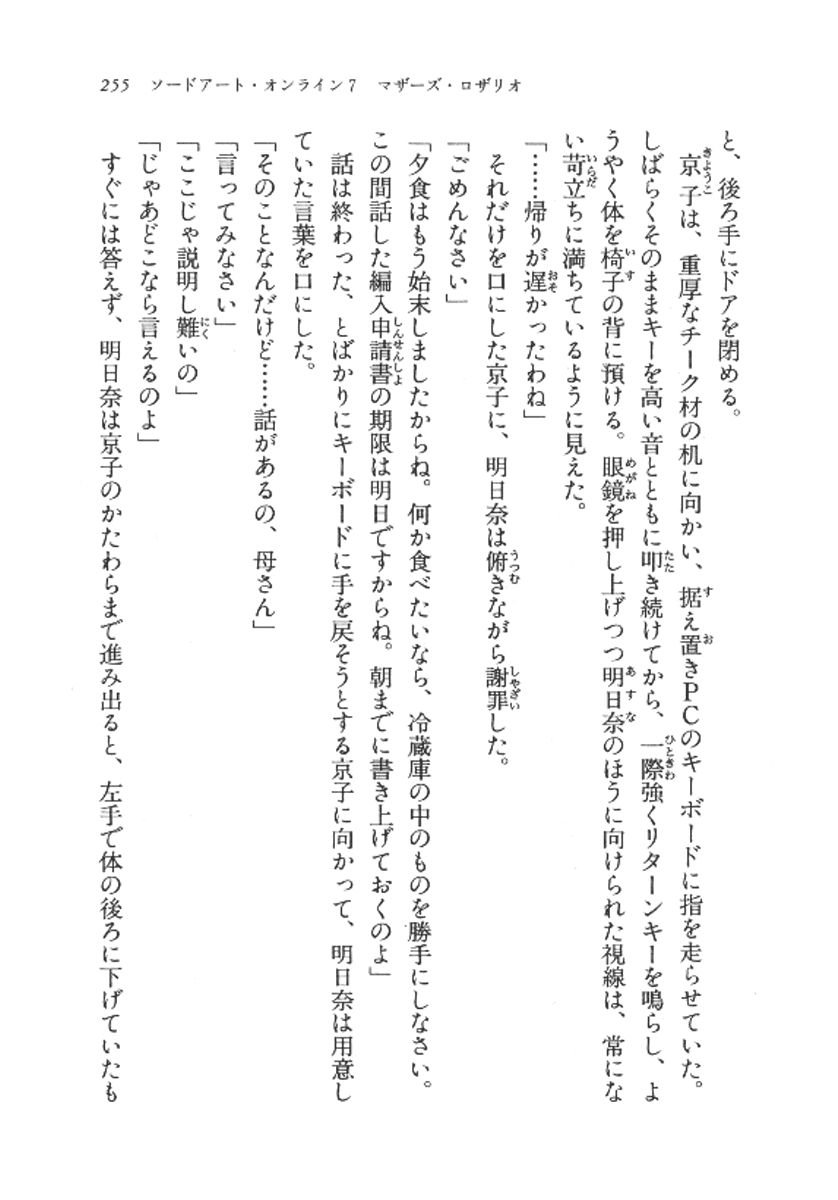 255 ソードアート・オンライン7 マザーズ・ロザリオ
と、後ろ手にドアを閉める。
京子は、重厚なチーク材の机に向かい、据え置きPCのキーボードに指を走らせていた。
しばらくそのままキーを高い音とともに叩き続けてから、一際強くリターンキーを鳴らし、よ
うやく体を椅子の背に預ける。眼鏡を押し上げつつ明日奈のほうに向けられた視線は、常にな
い苛立ちに満ちているように見えた。
「……帰りが遅かったわね」
それだけを口にした京子に、明日奈は俯きながら謝罪した。
「ごめんなさい」
「夕食はもう始末しましたからね。何か食べたいなら、冷蔵庫の中のものを勝手にしなさい。
この間話した編入申請書の期限は明日ですからね。朝までに書き上げておくのよ」
話は終わった、とばかりにキーボードに手を戻そうとする京子に向かって、明日奈は用意し
ていた言葉を口にした。
「そのことなんだけど……話があるの、母さん」
「言ってみなさい」
「ここじゃ説明し難いの」
「じゃあどこなら言えるのよ」
すぐには答えず、明日奈は京子のかたわらまで進み出ると、左手で体の後ろに下げていたも